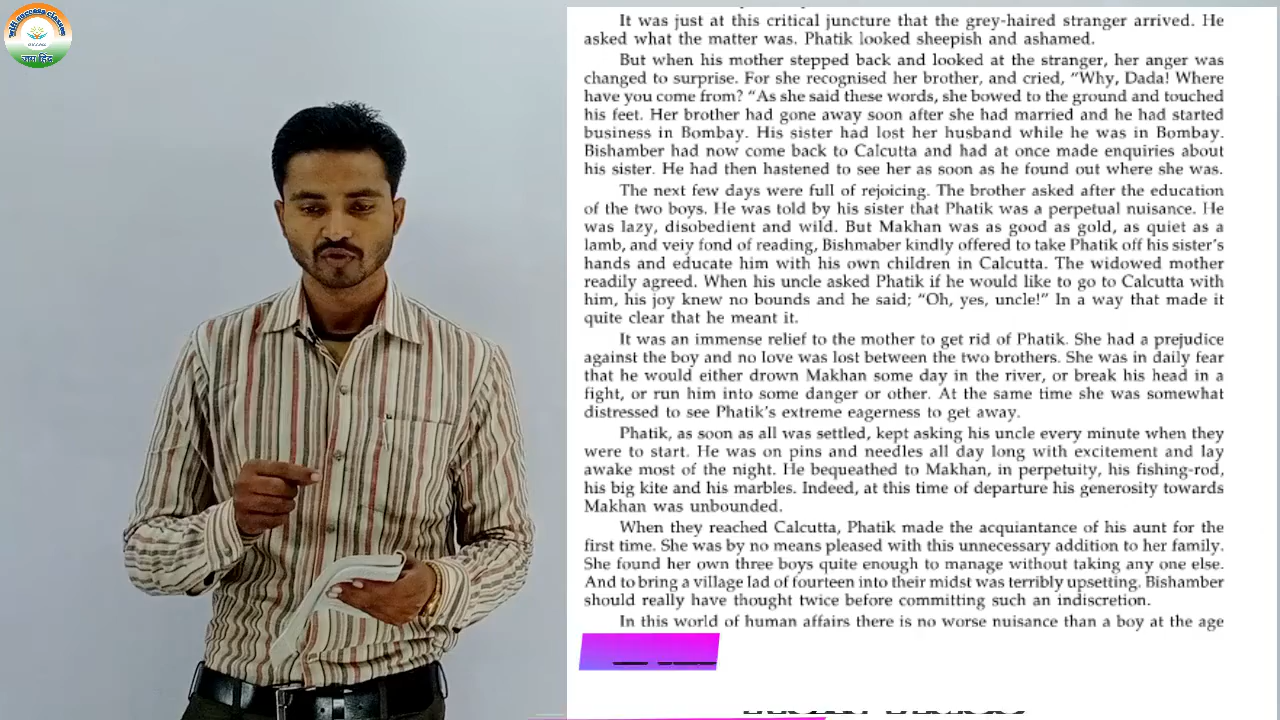 self success classes
SUCCESS
जय हिंद
It was just at this critical juncture that the grey-haired stranger arrived. He
asked what the matter was. Phatik looked sheepish and ashamed.
But when his mother stepped back and looked at the stranger, her anger was
changed to surprise. For she recognised her brother, and cried, “Why, Dada! Where
have you come from? “As she said these words, she bowed to the ground and touched
his feet. Her brother had gone away soon after she had married and he had started
business in Bombay. His sister had lost her husband while he was in Bombay.
Bishamber had now come back to Calcutta and had at once made enquiries about
his sister. He had then hastened to see her as soon as he found out where she was.
The next few days were full of rejoicing. The brother asked after the education
of the two boys. He was told by his sister that Phatik was a perpetual nuisance. He
was lazy, disobedient and wild. But Makhan was as good as gold, as quiet as a
lamb, and veiy fond of reading, Bishmaber kindly offered to take Phatik off his sister’s
hands and educate him with his own children in Calcutta. The widowed mother
readily agreed. When his uncle asked Phatik if he would like to go to Calcutta with
him, his joy knew no bounds and he said; “Oh, yes, uncle!” In a way that made it
quite clear that he meant it.
It was an immense relief to the mother to get rid of Phatik. She had a prejudice
against the boy and no love was lost between the two brothers. She was in daily fear
that he would either drown Makhan some day in the river, or break his head in a
fight, or run him into some danger or other. At the same time she was somewhat
distressed to see Phatik’s extreme eagerness to get away.
Phatik, as soon as all was settled, kept asking his uncle every minute when they
were to start. He was on pins and needles all day long with excitement and lay
awake most of the night. He bequeathed to Makhan, in perpetuity, his fishing-rod,
his big kite and his marbles. Indeed, at this time of departure his generosity towards
Makhan was unbounded.
When they reached Calcutta, Phatik made the acquiantance of his aunt for the
first time. She was by no means pleased with this unnecessary addition to her family.
She found her own three boys quite enough to manage without taking any one else.
And to bring a village lad of fourteen into their midst was terribly upsetting. Bishamber
should really have thought twice before committing such an indiscretion.
In this world of human affairs there is no worse nuisance than a boy at the age